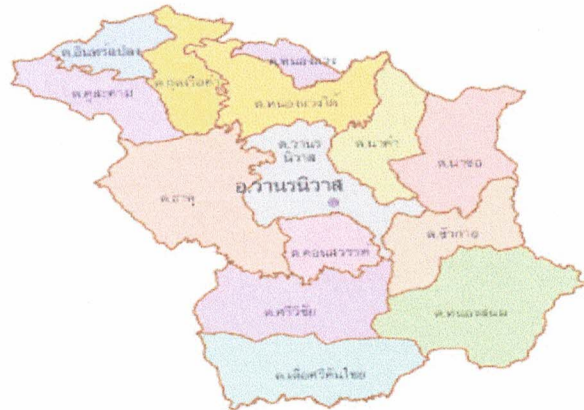 ต.อินทร์แปลง
ต.หนองแวง
ต.กุดเรือคำ
ต.คูสะคาม
ต.หนองแวงใต้
ต.วานร
นิวาส
ต.นาคำ
ต.นาซอ
อ.วานรนิวาส
ต.ธาตุ
ต.ขัวก่าย
ต.คอนสวรรค์
ต.ศรีวิชัย
ต.หนองสนม
ต.เดื่อศรีคันไชย